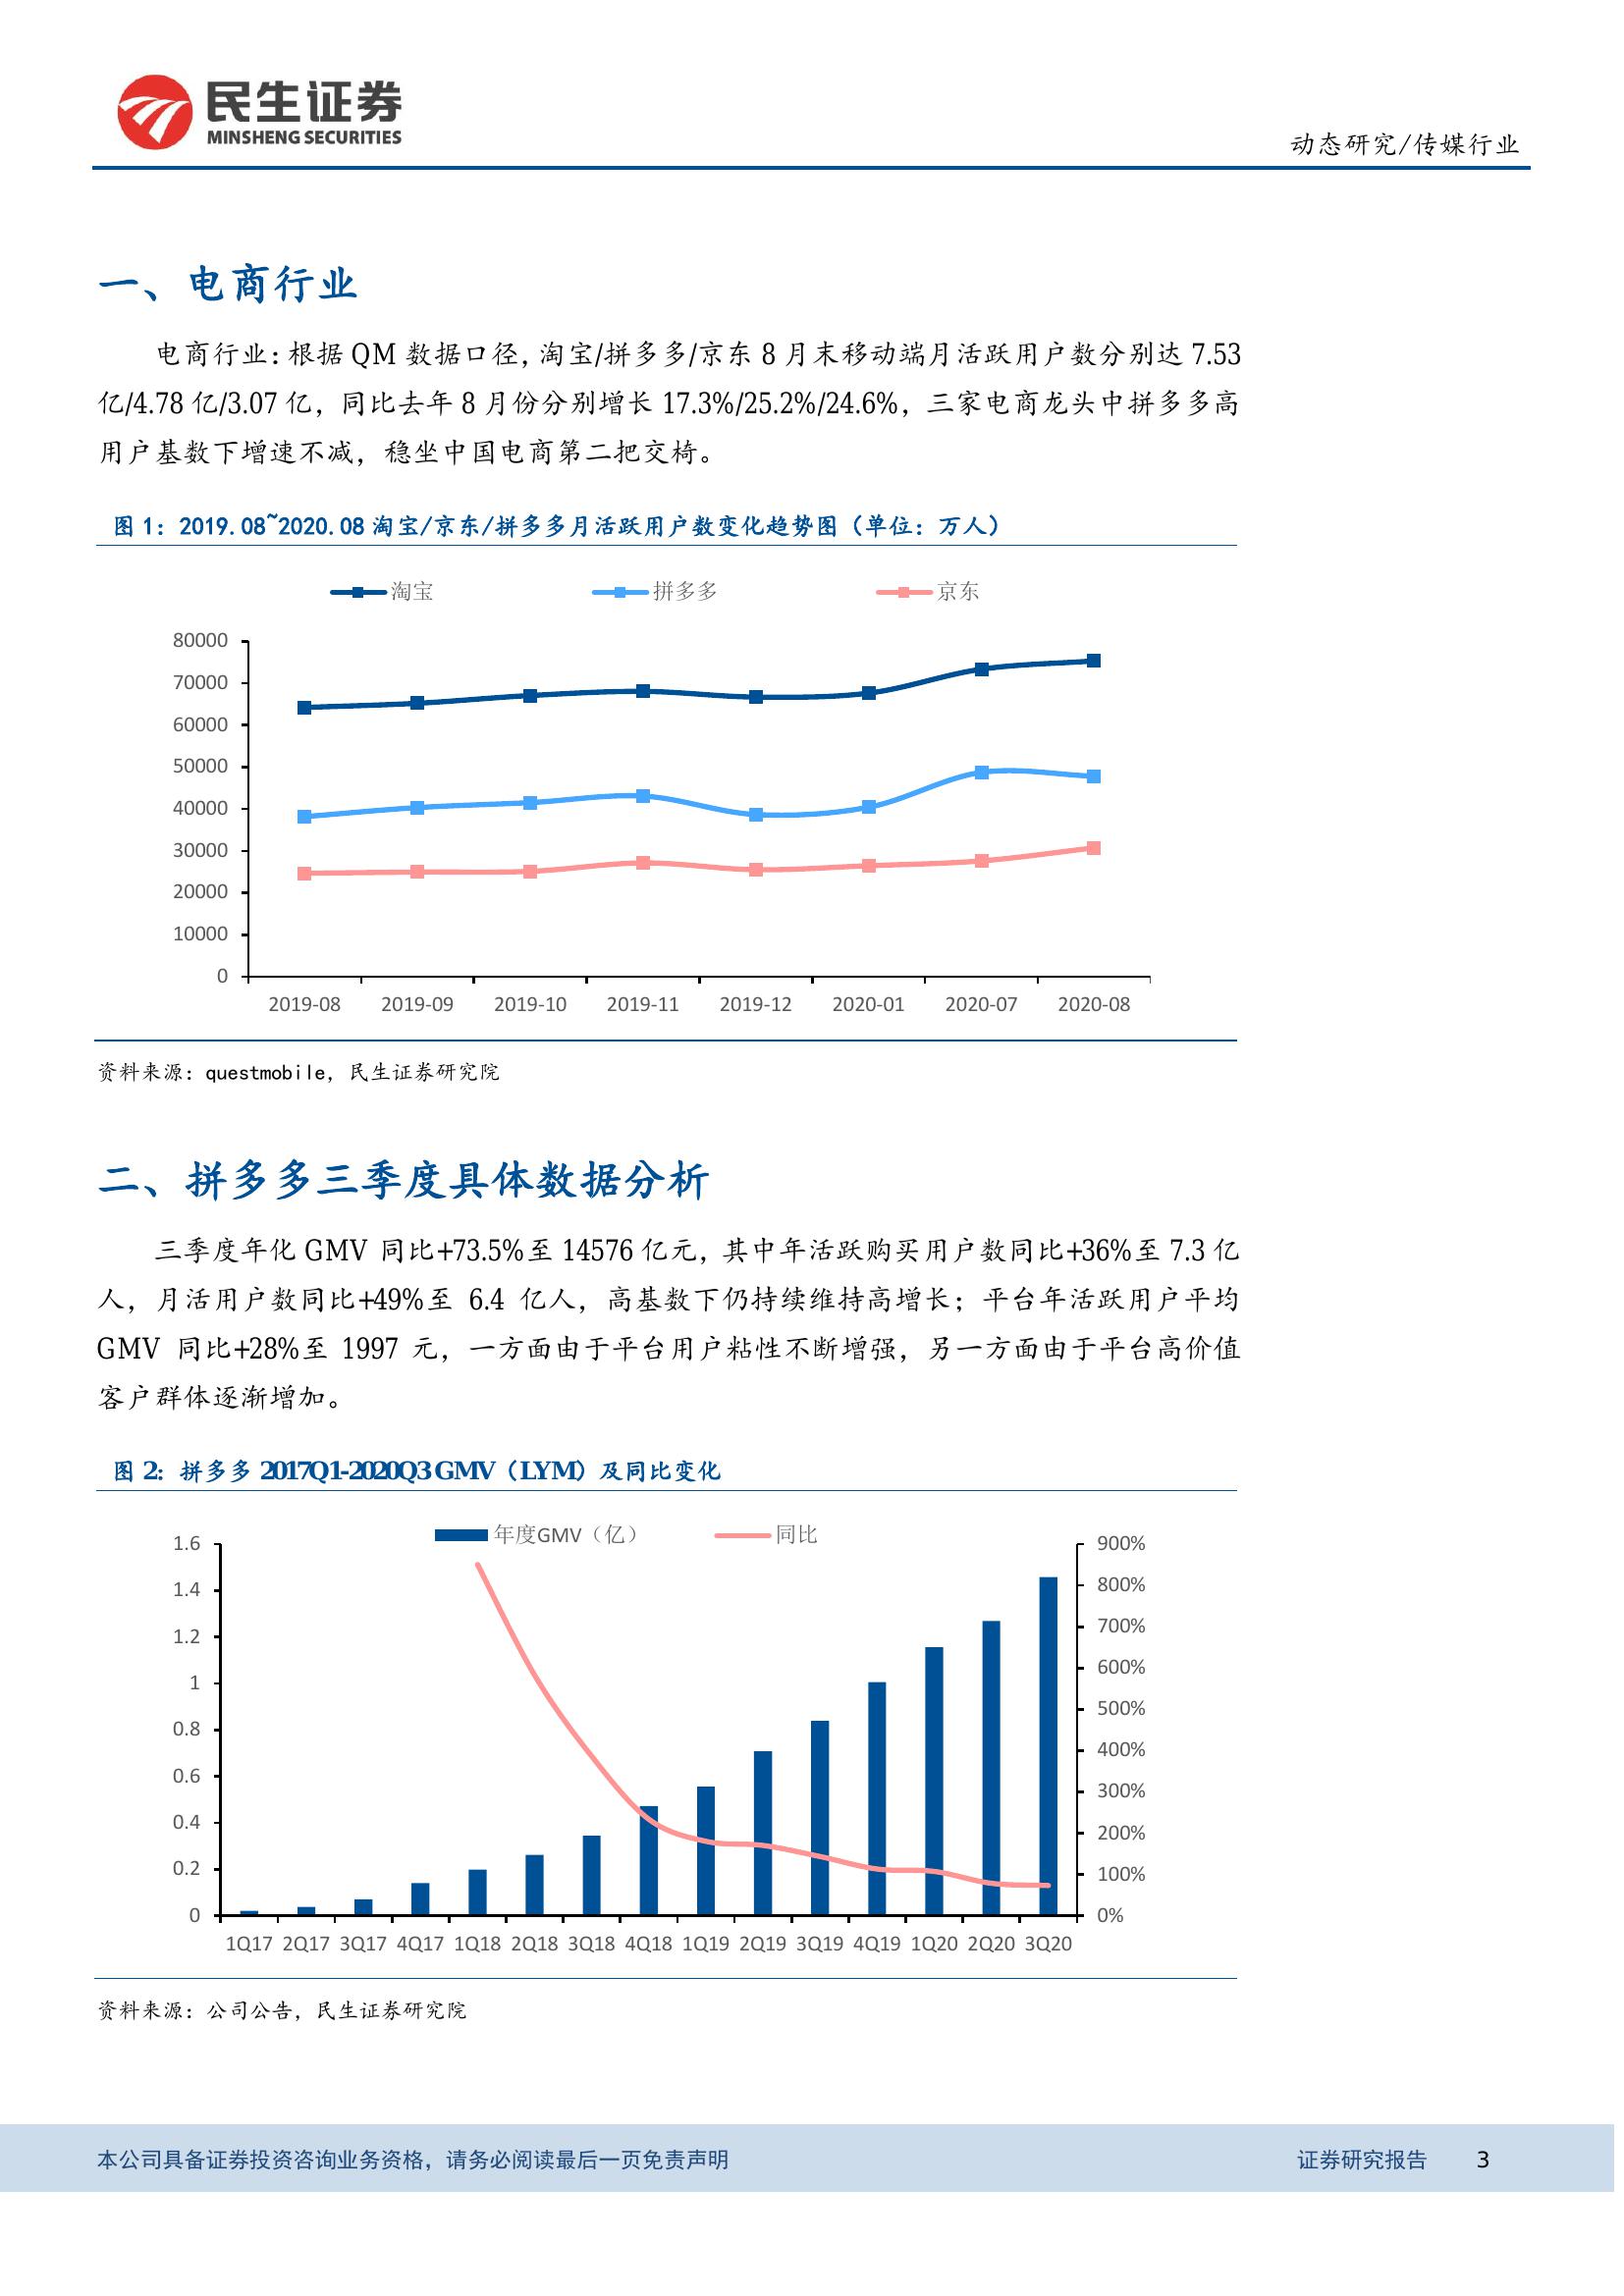 民生证券
MINSHENG SECURITIES
动态研究/传媒行业
一、电商行业
电商行业：根据 QM 数据口径，淘宝/拼多多/京东 8 月末移动端月活跃用户数分别达 7.53
亿/4.78 亿/3.07 亿，同比去年 8 月份分别增长 17.3%/25.2%/24.6%，三家电商龙头中拼多多高
用户基数下增速不减，稳坐中国电商第二把交椅。
图 1：2019.08~2020.08 淘宝/京东/拼多多月活跃用户数变化趋势图（单位：万人）
淘宝 拼多多 京东
80000
70000
60000
50000
40000
30000
20000
10000
0
2019-08 2019-09 2019-10 2019-11 2019-12 2020-01 2020-07 2020-08
资料来源：questmobile，民生证券研究院
二、拼多多三季度具体数据分析
三季度年化 GMV 同比+73.5%至 14576 亿元，其中年活跃购买用户数同比+36%至 7.3 亿
人，月活用户数同比+49%至 6.4 亿人，高基数下仍持续维持高增长；平台年活跃用户平均
GMV 同比+28%至 1997 元，一方面由于平台用户粘性不断增强，另一方面由于平台高价值
客户群体逐渐增加。
图 2：拼多多 2017Q1-2020Q3 GMV（LYM）及同比变化
年度GMV（亿） 同比
1.6 900%
1.4 800%
1.2 700%
1 600%
0.8 500%
0.6 400%
0.4 300%
0.2 200%
0 100%
0%
1Q17 2Q17 3Q17 4Q17 1Q18 2Q18 3Q18 4Q18 1Q19 2Q19 3Q19 4Q19 1Q20 2Q20 3Q20
资料来源：公司公告，民生证券研究院
本公司具备证券投资咨询业务资格，请务必阅读最后一页免责声明 证券研究报告 3